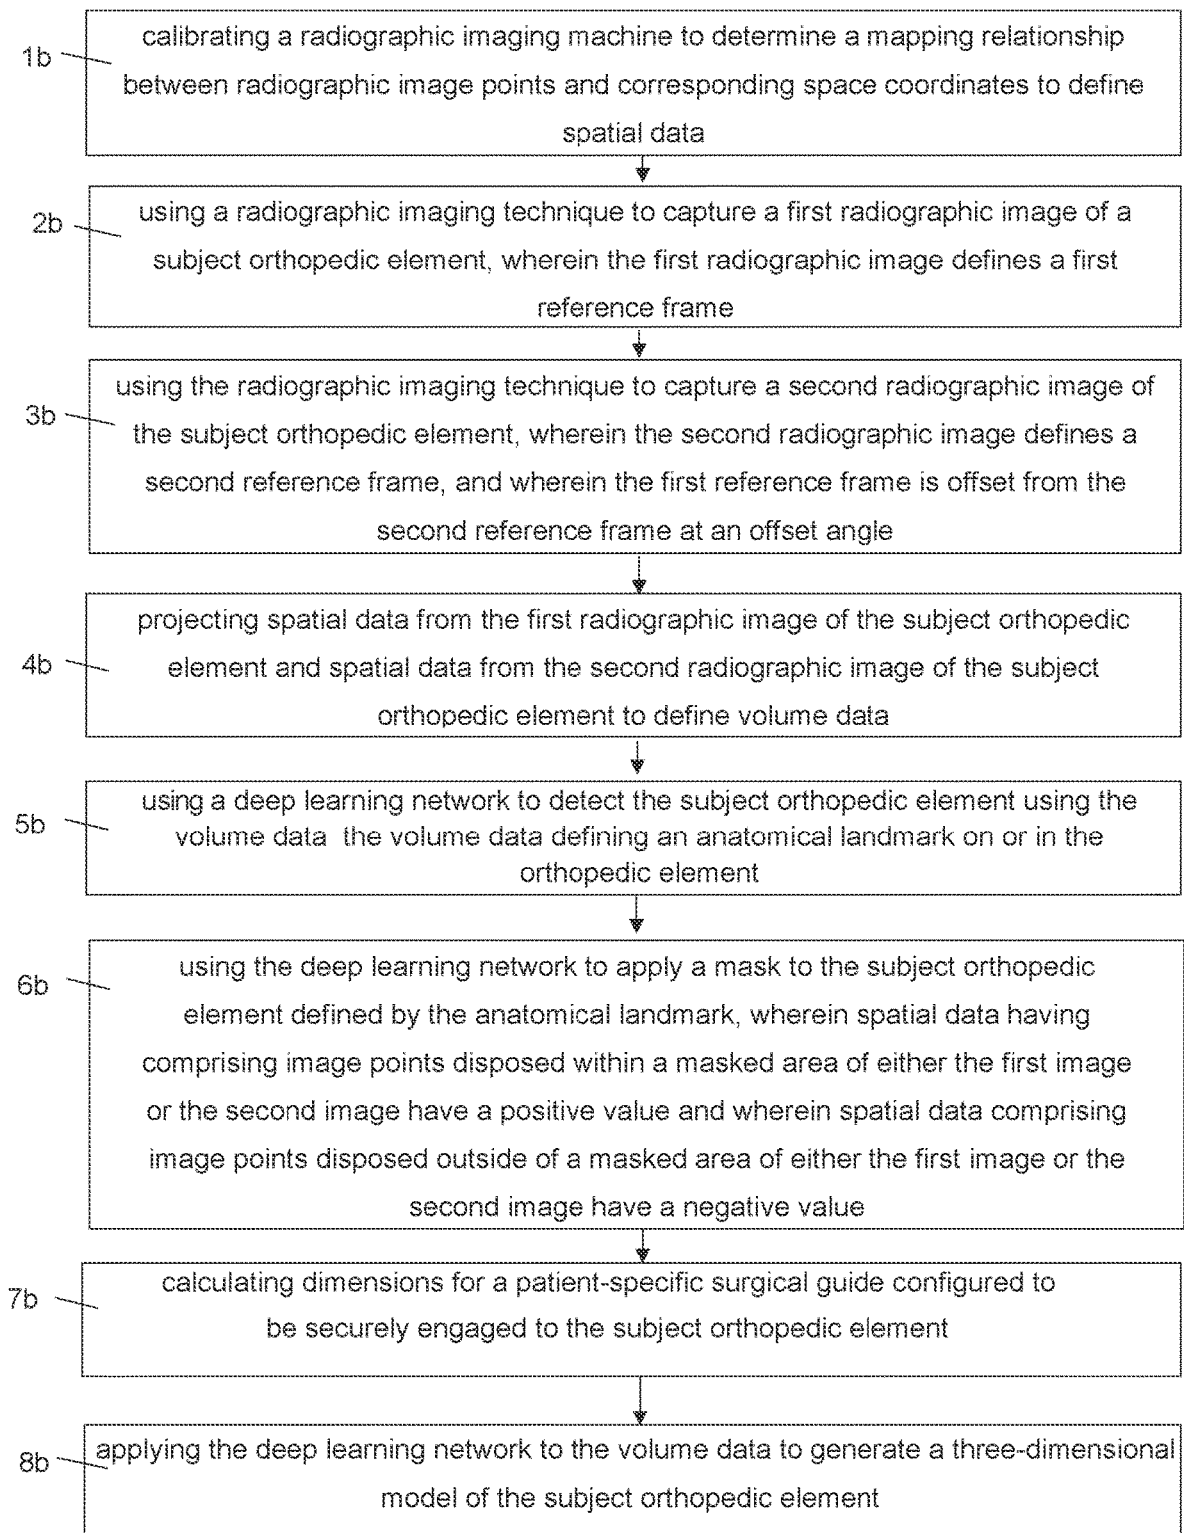 1b
calibrating a radiographic imaging machine to determine a mapping relationship
between radiographic image points and corresponding space coordinates to define
spatial data
2b
using a radiographic imaging technique to capture a first radiographic image of a
subject orthopedic element, wherein the first radiographic image defines a first
reference frame
3b
using the radiographic imaging technique to capture a second radiographic image of
the subject orthopedic element, wherein the second radiographic image defines a
second reference frame, and wherein the first reference frame is offset from the
second reference frame at an offset angle
4b
projecting spatial data from the first radiographic image of the subject orthopedic
element and spatial data from the second radiographic image of the subject
orthopedic element to define volume data
5b
using a deep learning network to detect the subject orthopedic element using the
volume data the volume data defining an anatomical landmark on or in the
orthopedic element
6b
using the deep learning network to apply a mask to the subject orthopedic
element defined by the anatomical landmark, wherein spatial data having
comprising image points disposed within a masked area of either the first image
or the second image have a positive value and wherein spatial data comprising
image points disposed outside of a masked area of either the first image or the
second image have a negative value
7b
calculating dimensions for a patient-specific surgical guide configured to
be securely engaged to the subject orthopedic element
8b
applying the deep learning network to the volume data to generate a three-dimensional
model of the subject orthopedic element